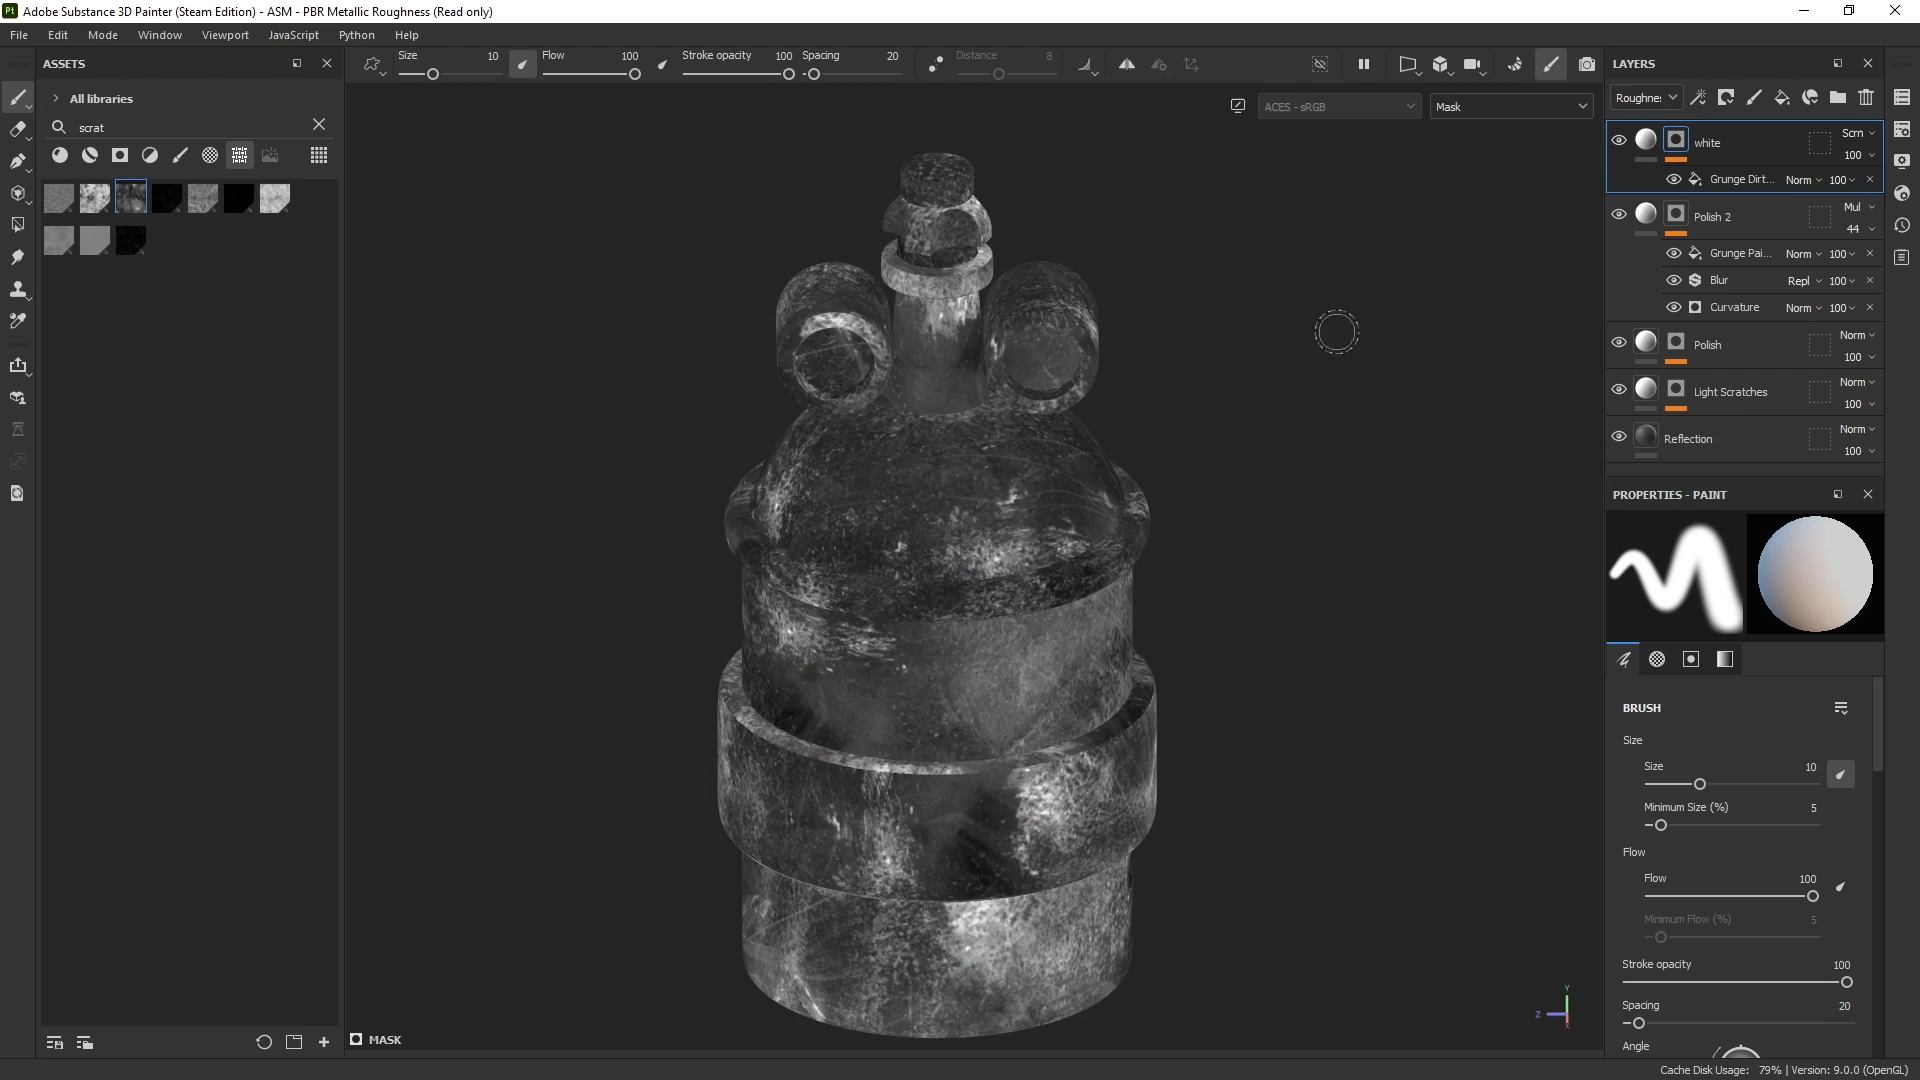 Pt Adobe Substance 3D Painter (Steam Edition) - ASM - PBR Metallic Roughness (Read only)
File Edit Mode Window Viewport JavaScript Python Help
ASSETS
All libraries
scrat
Size 10 Flow 100 Stroke opacity 100 Spacing 20 Distance 8
ACES - sRGB
Mask
MASK
Y
Z
X
LAYERS
Roughne:
white Scrn
100
Grunge Dirt... Norm 100
Polish 2 Mul
44
Grunge Pai... Norm 100
Blur Repl 100
Curvature Norm 100
Polish Norm
100
Light Scratches Norm
100
Reflection Norm
100
PROPERTIES - PAINT
BRUSH
Size
Size 10
Minimum Size (%) 5
Flow
Flow 100
Minimum Flow (%) 5
Stroke opacity 100
Spacing 20
Angle
Cache Disk Usage: 79% | Version: 9.0.0 (OpenGL)